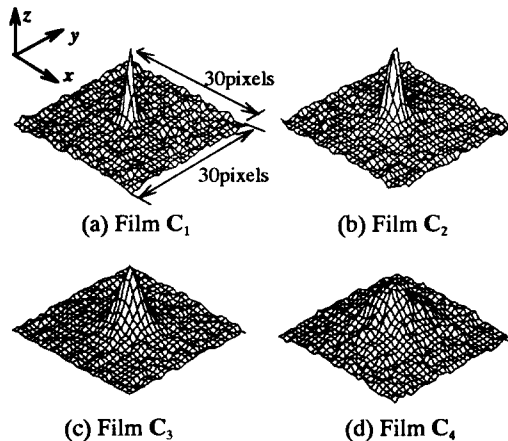 z
y
x
30pixels
30pixels
(a) Film C₁
(b) Film C₂
(c) Film C₃
(d) Film C₄